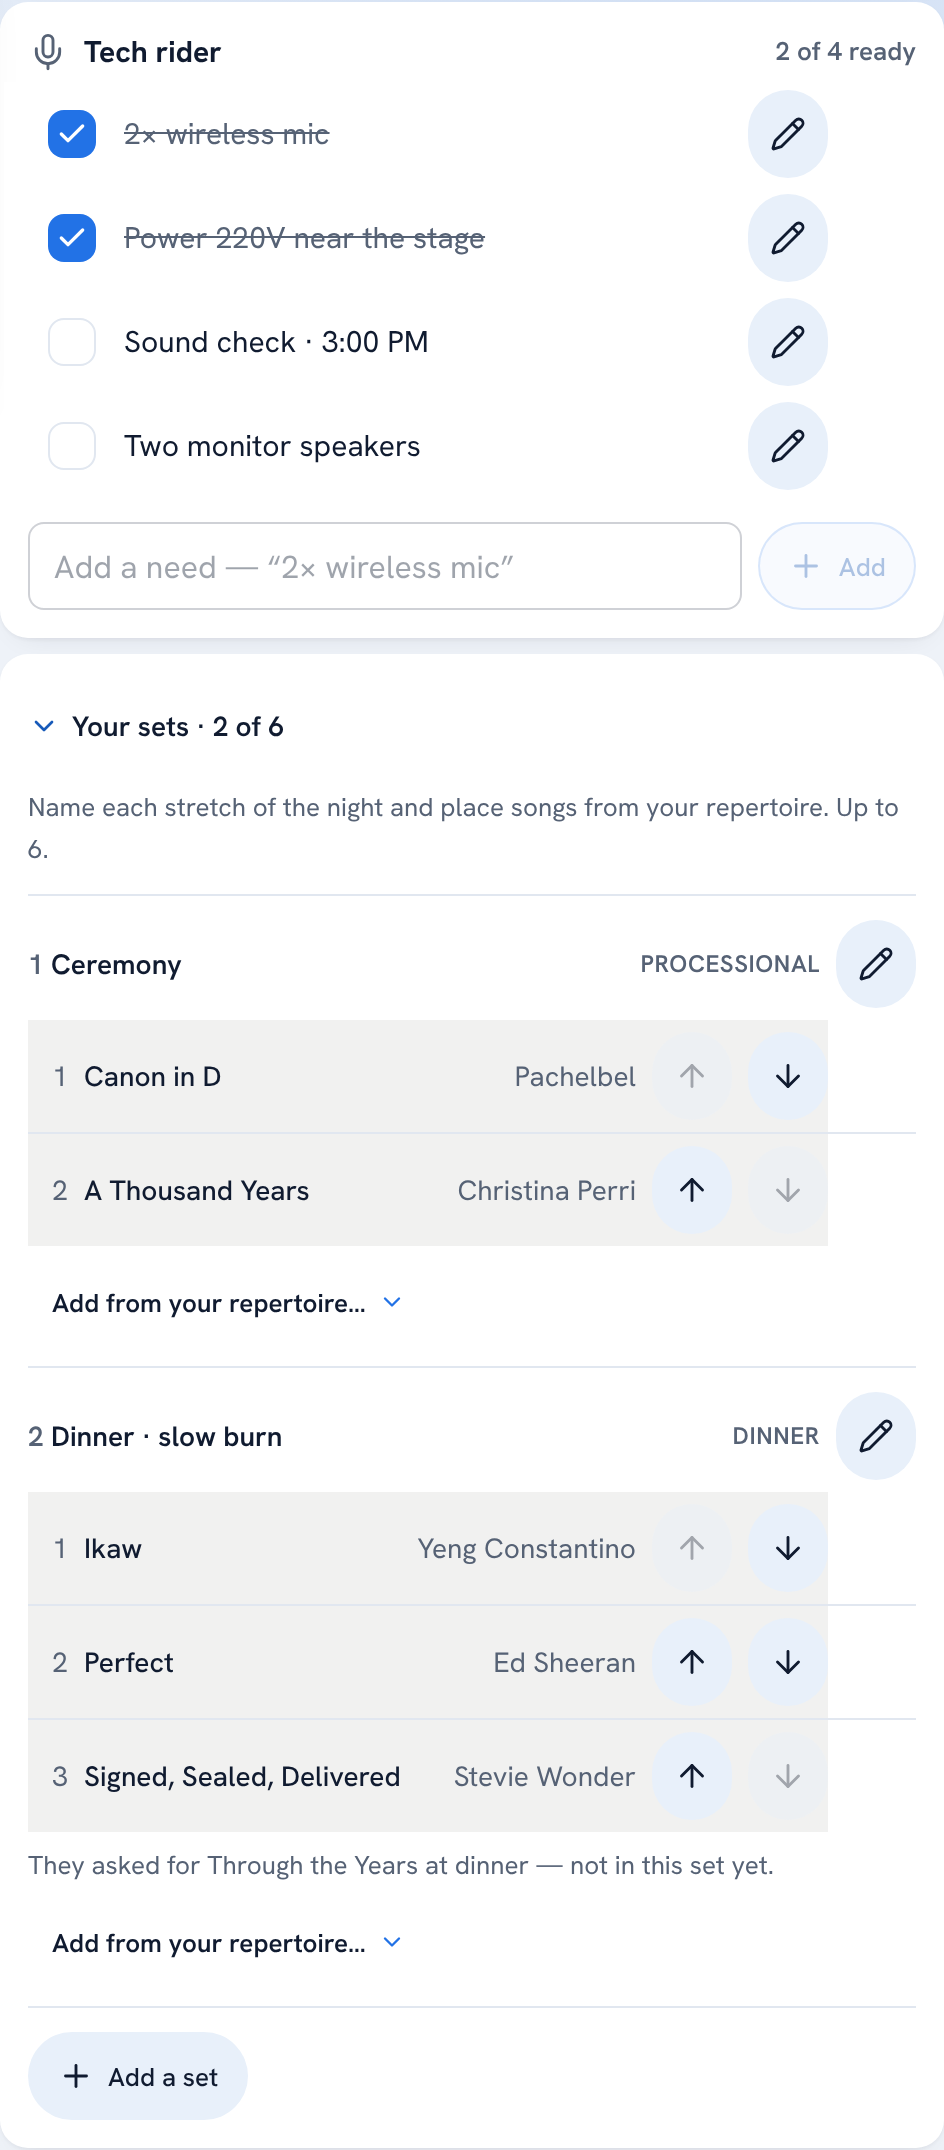 Tech rider
2 of 4 ready
2× wireless mic
Power 220V near the stage
Sound check · 3:00 PM
Two monitor speakers
Add a need — “2× wireless mic”
Add
Your sets · 2 of 6
Name each stretch of the night and place songs from your repertoire. Up to
6.
1 Ceremony
PROCESSIONAL
1 Canon in D Pachelbel
2 A Thousand Years Christina Perri
Add from your repertoire...
2 Dinner · slow burn
DINNER
1 Ikaw Yeng Constantino
2 Perfect Ed Sheeran
3 Signed, Sealed, Delivered Stevie Wonder
They asked for Through the Years at dinner — not in this set yet.
Add from your repertoire...
Add a set